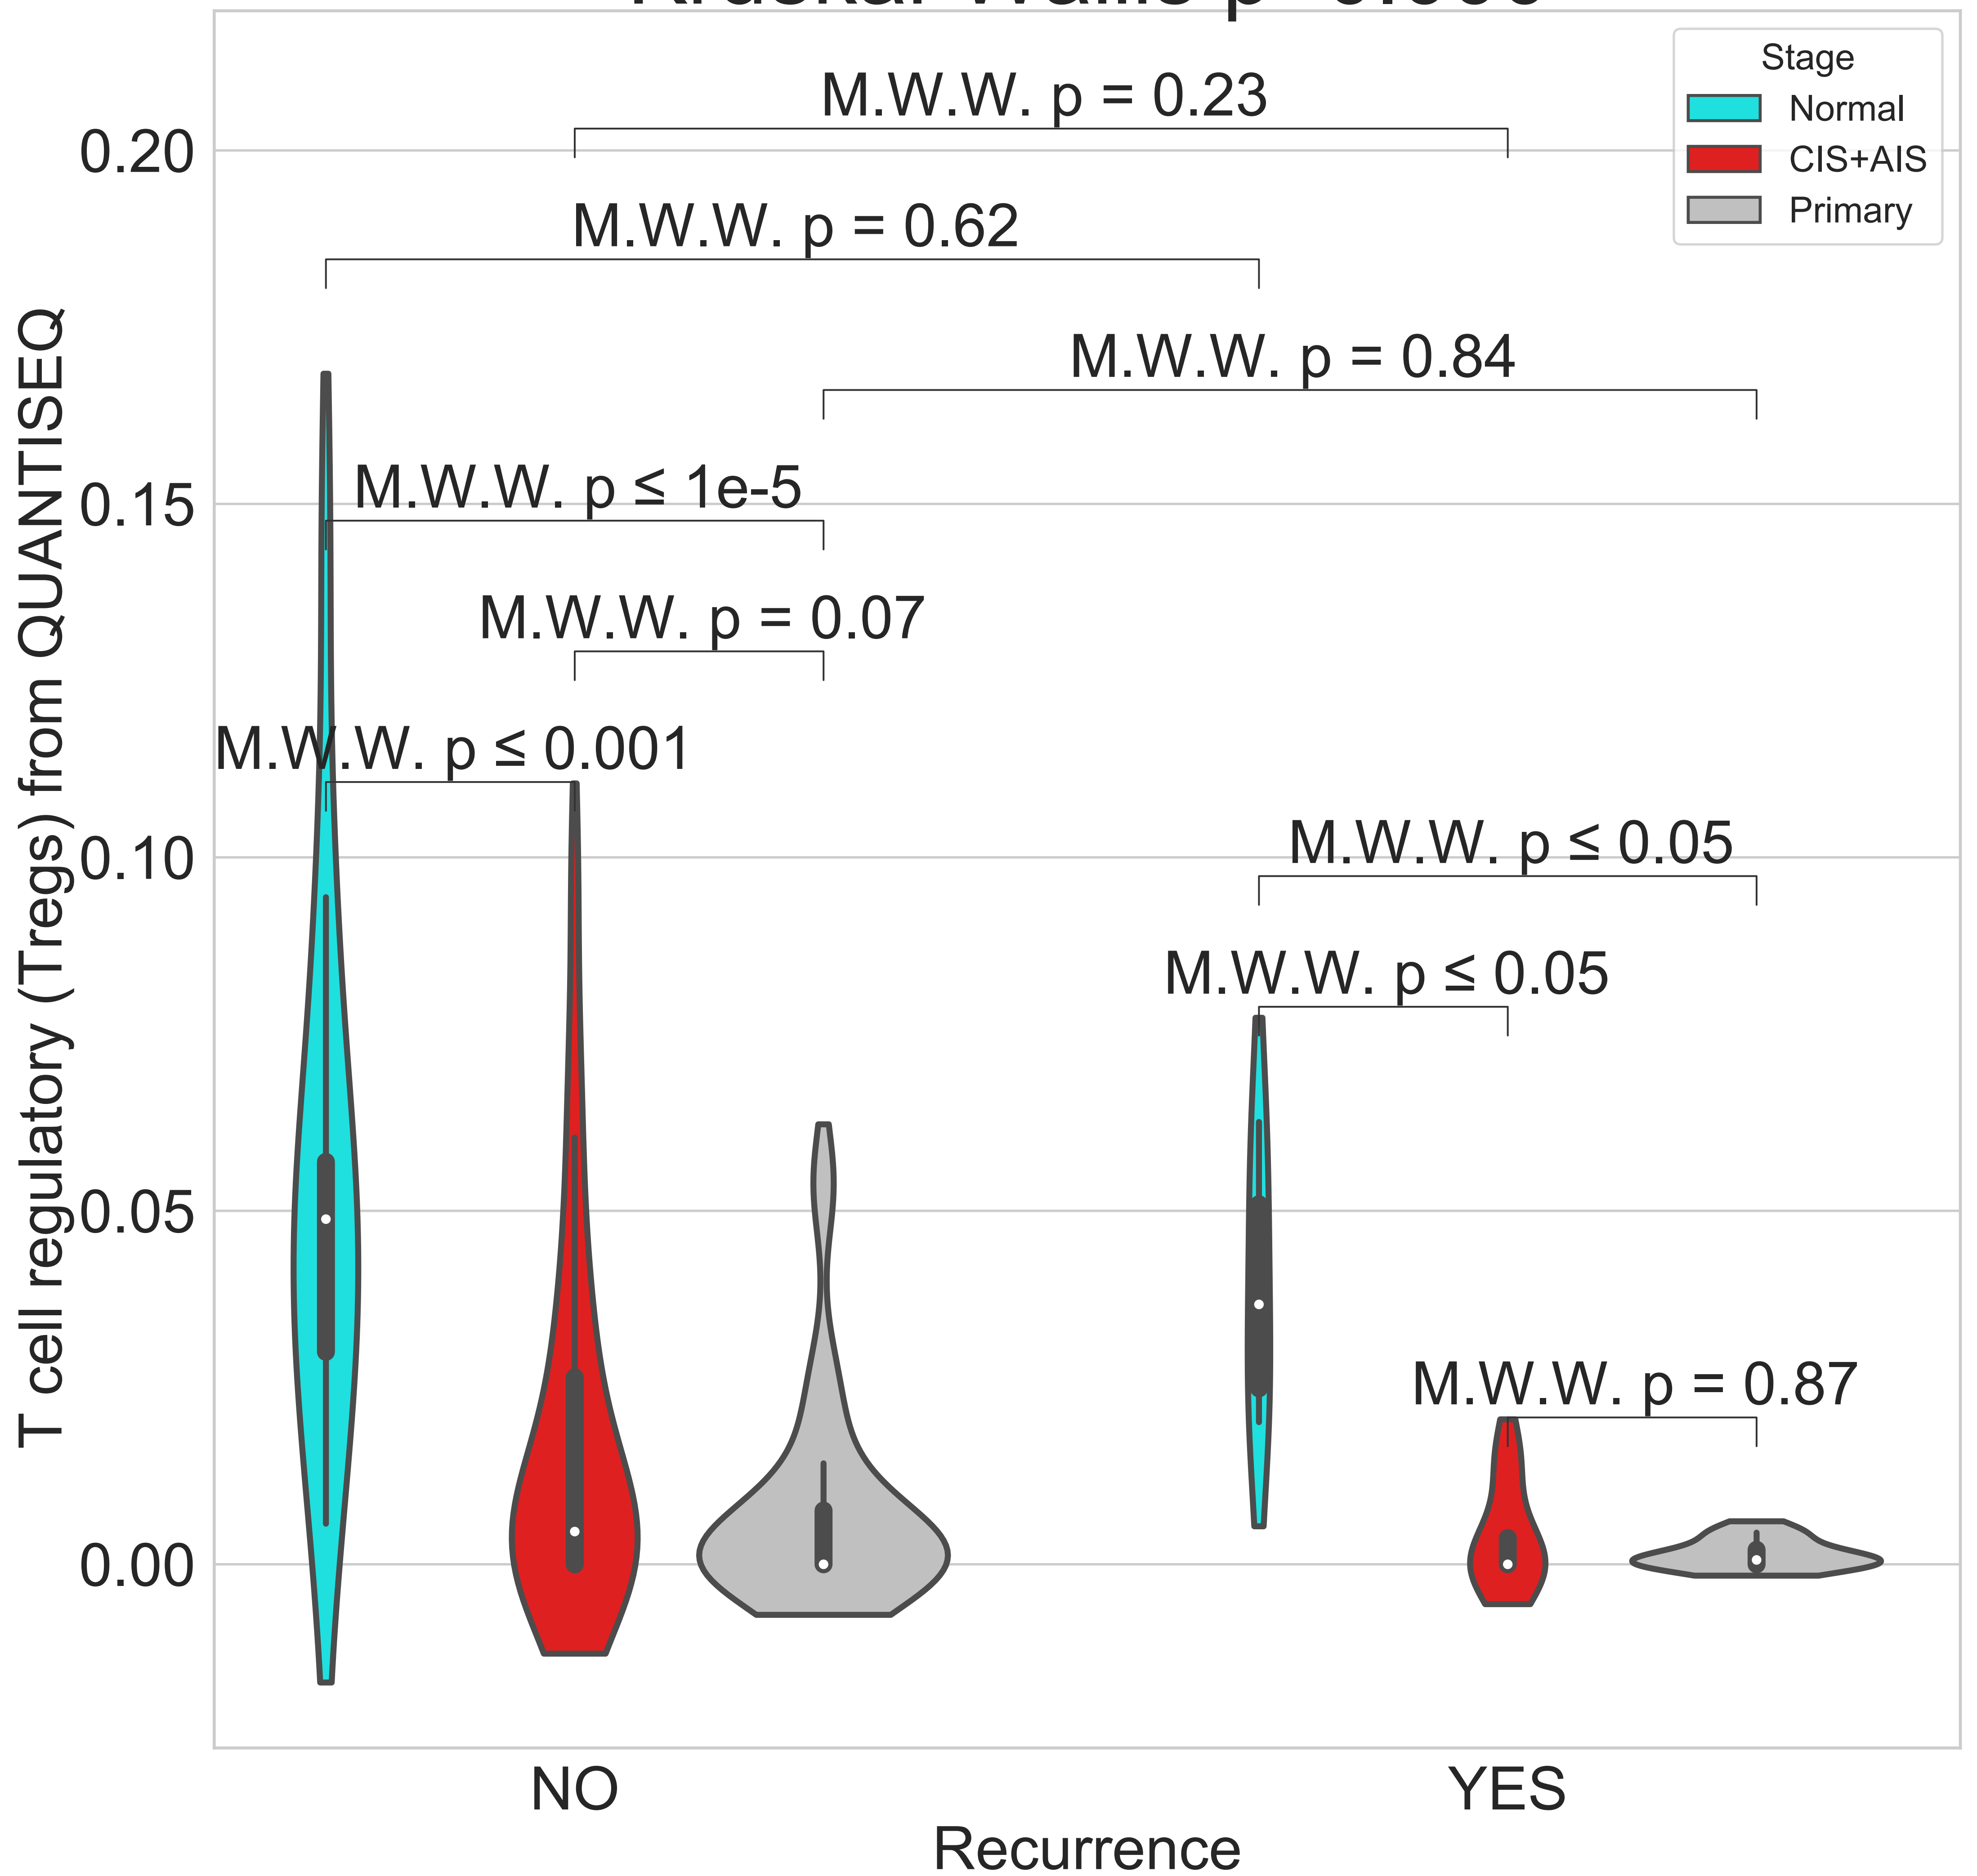 Stage
Normal
CIS+AIS
Primary
M.W.W. p = 0.23
M.W.W. p = 0.62
M.W.W. p = 0.84
M.W.W. p ≤ 1e-5
M.W.W. p = 0.07
M.W.W. p ≤ 0.001
M.W.W. p ≤ 0.05
M.W.W. p ≤ 0.05
M.W.W. p = 0.87
T cell regulatory (Tregs) from QUANTISEQ
0.20
0.15
0.10
0.05
0.00
NO
YES
Recurrence